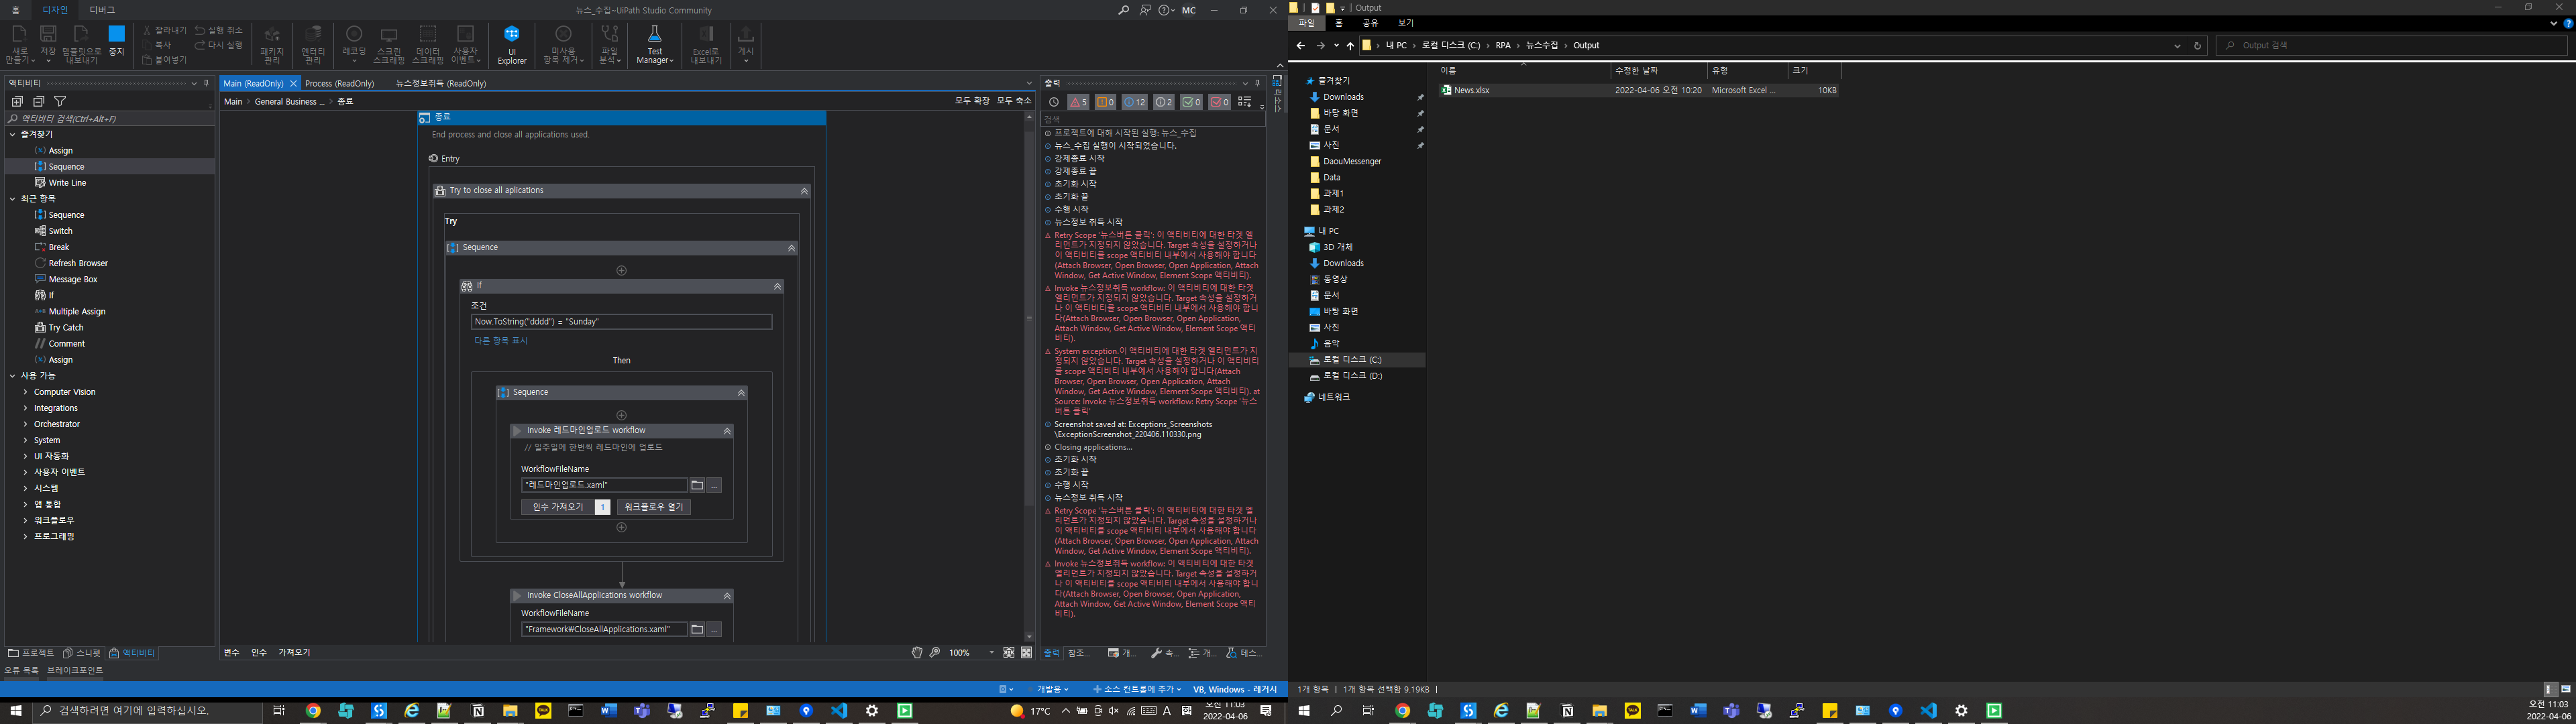 홈 디자인 디버그
뉴스_수집~UiPath Studio Community
MC
새로 만들기
저장
템플릿으로 내보내기
중지
잘라내기
복사
붙여넣기
실행 취소
다시 실행
패키지 관리
엔터티 관리
레코딩
스크린 스크래핑
데이터 스크래핑
사용자 이벤트
UI Explorer
미사용 항목 제거
파일 분석
Test Manager
Excel로 내보내기
게시
액티비티
액티비티 검색(Ctrl+Alt+F)
즐겨찾기
Assign
Sequence
Write Line
최근 항목
Sequence
Switch
Break
Refresh Browser
Message Box
If
Multiple Assign
Try Catch
Comment
Assign
사용 가능
Computer Vision
Integrations
Orchestrator
System
UI 자동화
사용자 이벤트
시스템
앱 통합
워크플로우
프로그래밍
프로젝트 스니펫 액티비티
오류 목록 브레이크포인트
Main (ReadOnly) Process (ReadOnly) 뉴스정보취득 (ReadOnly)
Main > General Business ... > 종료
모두 확장 모두 축소
종료
End process and close all applications used.
Entry
Try to close all aplications
Try
Sequence
If
조건
Now.ToString("dddd") = "Sunday"
다른 항목 표시
Then
Sequence
Invoke 레드마인업로드 workflow
// 일주일에 한번씩 레드마인에 업로드
WorkflowFileName
"레드마인업로드.xaml"
...
인수 가져오기 1 워크플로우 열기
Invoke CloseAllApplications workflow
WorkflowFileName
"Framework\CloseAllApplications.xaml"
...
변수 인수 가져오기
100%
출력
5 0 12 2 0 0
검색
프로젝트에 대해 시작된 실행: 뉴스_수집
뉴스_수집 실행이 시작되었습니다.
강제종료 시작
강제종료 끝
초기화 시작
초기화 끝
수행 시작
뉴스정보 취득 시작
Retry Scope '뉴스버튼 클릭': 이 액티비티에 대한 타겟 엘
리먼트가 지정되지 않았습니다. Target 속성을 설정하거나
이 액티비티를 scope 액티비티 내부에서 사용해야 합니다
(Attach Browser, Open Browser, Open Application, Attach
Window, Get Active Window, Element Scope 액티비티).
Invoke 뉴스정보취득 workflow: 이 액티비티에 대한 타겟
엘리먼트가 지정되지 않았습니다. Target 속성을 설정하거
나 이 액티비티를 scope 액티비티 내부에서 사용해야 합니
다(Attach Browser, Open Browser, Open Application,
Attach Window, Get Active Window, Element Scope 액티
비티).
System exception.이 액티비티에 대한 타겟 엘리먼트가 지
정되지 않았습니다. Target 속성을 설정하거나 이 액티비티
를 scope 액티비티 내부에서 사용해야 합니다(Attach
Browser, Open Browser, Open Application, Attach
Window, Get Active Window, Element Scope 액티비티). at
Source: Invoke 뉴스정보취득 workflow: Retry Scope '뉴스
버튼 클릭'
Screenshot saved at: Exceptions_Screenshots
\ExceptionScreenshot_220406.110330.png
Closing applications...
초기화 시작
초기화 끝
수행 시작
뉴스정보 취득 시작
Retry Scope '뉴스버튼 클릭': 이 액티비티에 대한 타겟 엘
리먼트가 지정되지 않았습니다. Target 속성을 설정하거나
이 액티비티를 scope 액티비티 내부에서 사용해야 합니다
(Attach Browser, Open Browser, Open Application, Attach
Window, Get Active Window, Element Scope 액티비티).
Invoke 뉴스정보취득 workflow: 이 액티비티에 대한 타겟
엘리먼트가 지정되지 않았습니다. Target 속성을 설정하거
나 이 액티비티를 scope 액티비티 내부에서 사용해야 합니
다(Attach Browser, Open Browser, Open Application,
Attach Window, Get Active Window, Element Scope 액티
비티).
출력 참조... 개... 속... 개... 테스...
개발용 소스 컨트롤에 추가 VB, Windows - 레거시
검색하려면 여기에 입력하십시오.
17°C
A
오전 11:03
2022-04-06
Output
파일 홈 공유 보기
내 PC > 로컬 디스크 (C:) > RPA > 뉴스수집 > Output
Output 검색
이름 수정한 날짜 유형 크기
News.xlsx 2022-04-06 오전 10:20 Microsoft Excel ... 10KB
즐겨찾기
Downloads
바탕 화면
문서
사진
DaouMessenger
Data
과제1
과제2
내 PC
3D 개체
Downloads
동영상
문서
바탕 화면
사진
음악
로컬 디스크 (C:)
로컬 디스크 (D:)
네트워크
1개 항목 1개 항목 선택함 9.19KB
오전 11:03
2022-04-06